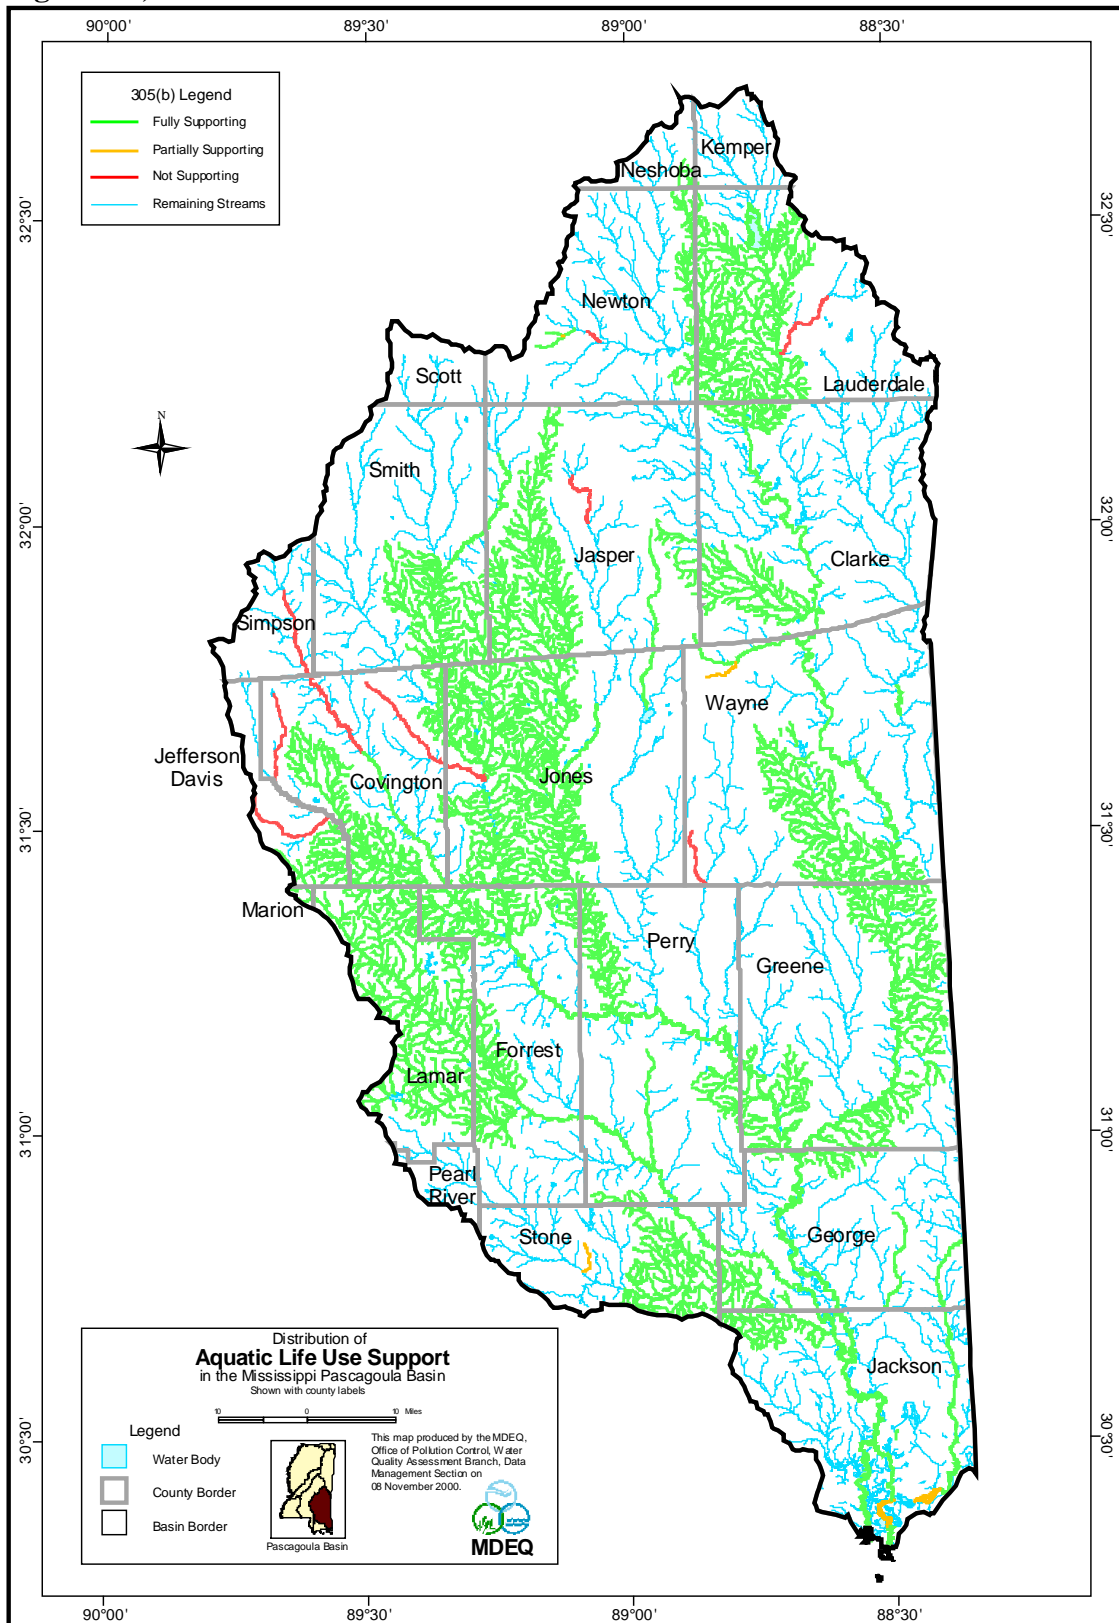 90°00'
89°30'
89°00'
88°30'
305(b) Legend
Fully Supporting
Partially Supporting
Not Supporting
Remaining Streams
Kemper
Neshoba
32°30'
32°30'
Newton
Scott
Lauderdale
N
Smith
32°00'
32°00'
Jasper
Clarke
Simpson
Wayne
Jefferson
Davis
Covington
Jones
31°30'
31°30'
Marion
Perry
Greene
Forrest
Lamar
31°00'
31°00'
Pearl
River
Stone
George
Jackson
Distribution of
Aquatic Life Use Support
in the Mississippi Pascagoula Basin
Shown with county labels
10 0 10 Miles
Legend
Water Body
County Border
Basin Border
Pascagoula Basin
This map produced by the MDEQ,
Office of Pollution Control, Water
Quality Assessment Branch, Data
Management Section on
08 November 2000.
MDEQ
30°30'
30°30'
90°00'
89°30'
89°00'
88°30'